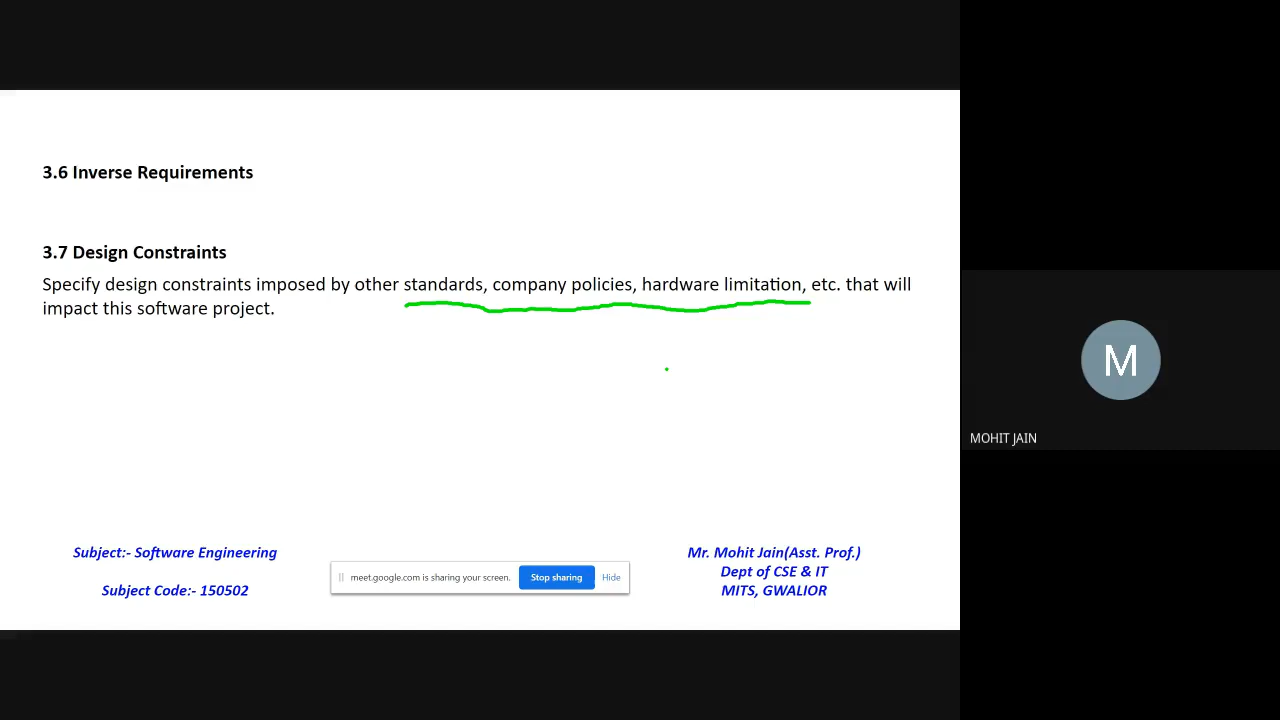 3.6 Inverse Requirements
3.7 Design Constraints
Specify design constraints imposed by other standards, company policies, hardware limitation, etc. that will
impact this software project.
M
MOHIT JAIN
Subject:- Software Engineering
Subject Code:- 150502
meet.google.com is sharing your screen.
Stop sharing
Hide
Mr. Mohit Jain(Asst. Prof.)
Dept of CSE & IT
MITS, GWALIOR